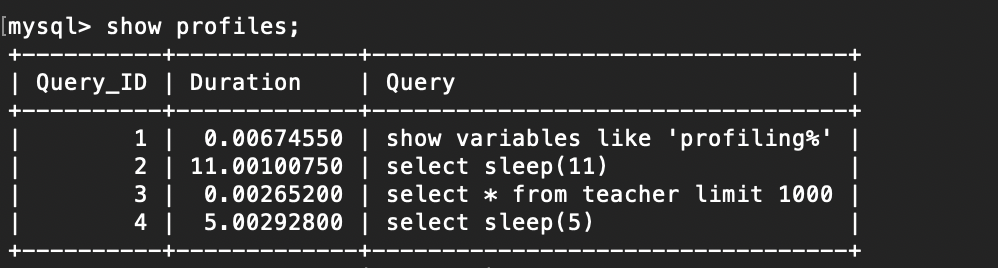 [mysql> show profiles;
+----------+-------------+---------------------------------+
| Query_ID | Duration    | Query                           |
+----------+-------------+---------------------------------+
|        1 |  0.00674550 | show variables like 'profiling%' |
|        2 | 11.00100750 | select sleep(11)                |
|        3 |  0.00265200 | select * from teacher limit 1000 |
|        4 |  5.00292800 | select sleep(5)                 |
+----------+-------------+---------------------------------+